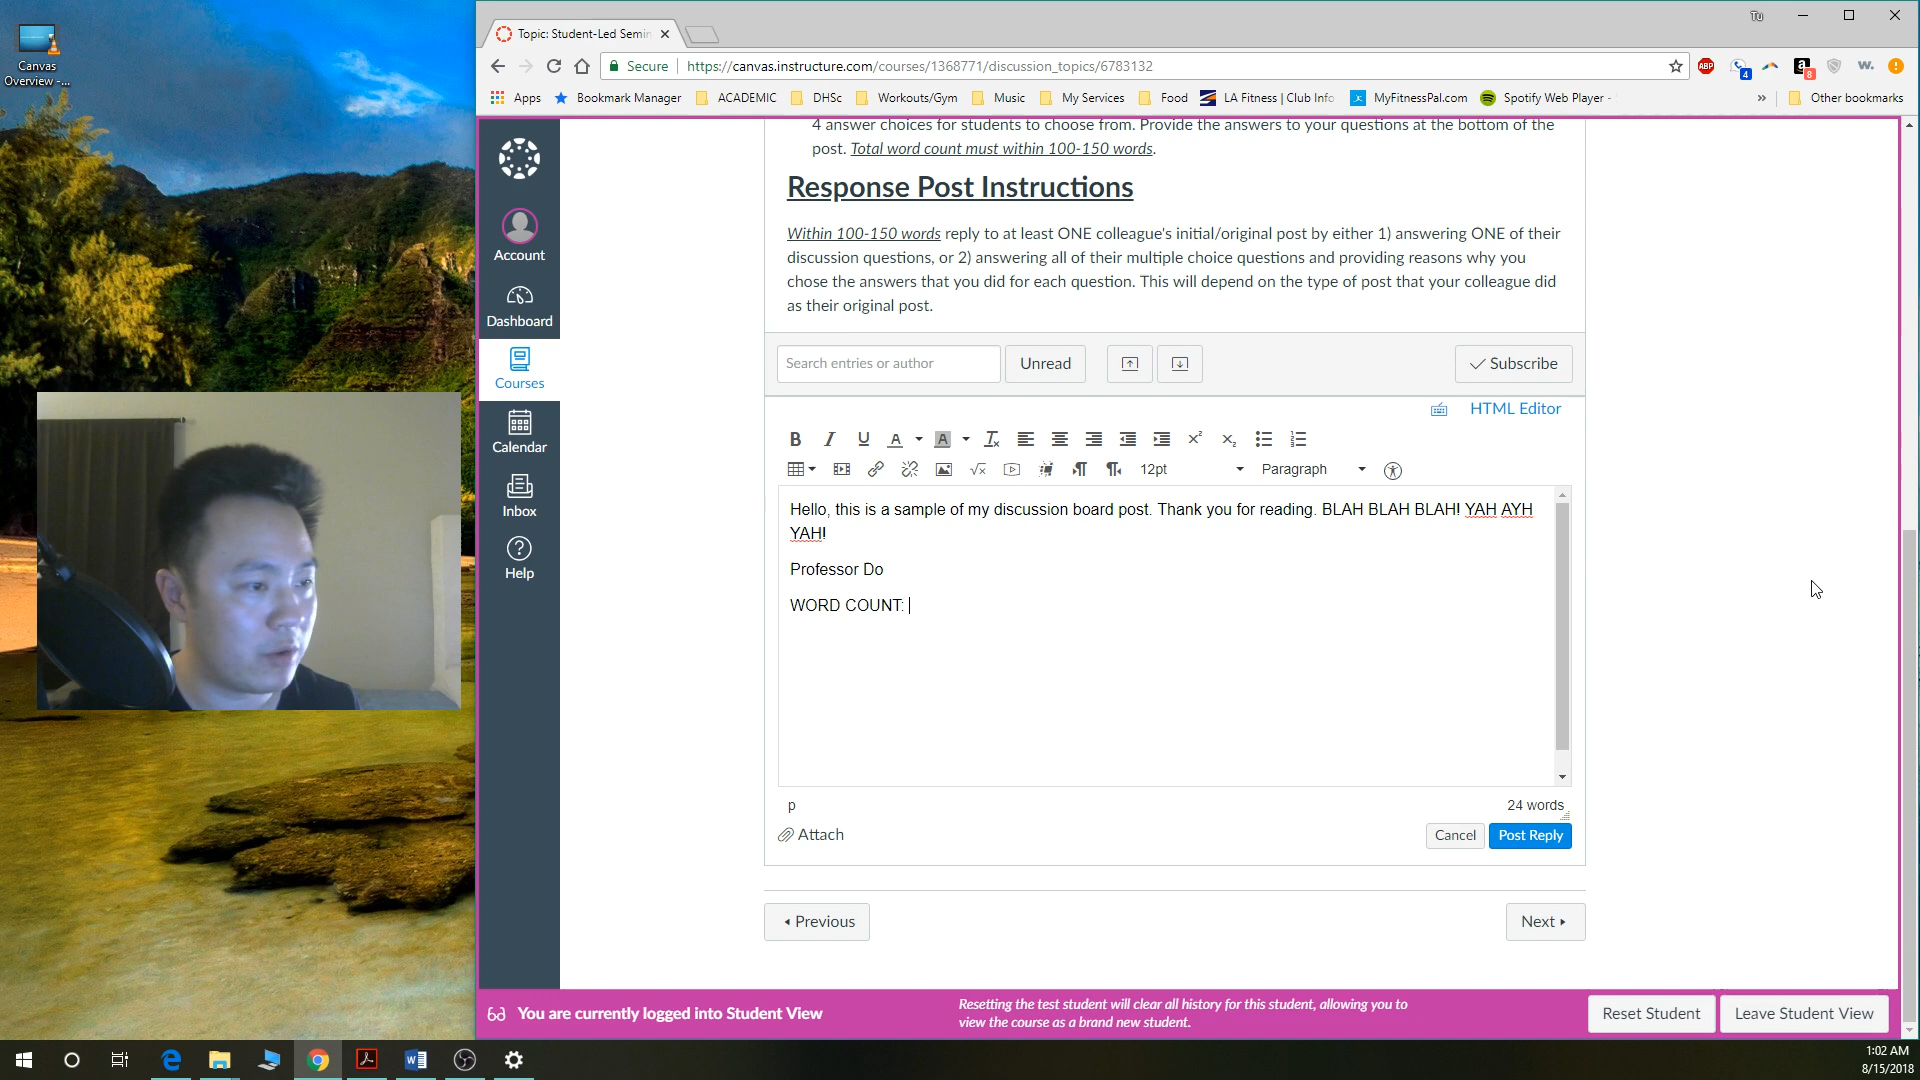 Canvas
Overview -...
Topic: Student-Led Semin
Tu
Secure
https://canvas.instructure.com/courses/1368771/discussion_topics/6783132
ABP
4
a
8
w.
Apps
Bookmark Manager
ACADEMIC
DHSc
Workouts/Gym
Music
My Services
Food
LA Fitness | Club Info
MyFitnessPal.com
Spotify Web Player -
»
Other bookmarks
4 answer choices for students to choose from. Provide the answers to your questions at the bottom of the
post. Total word count must within 100-150 words.
Response Post Instructions
Within 100-150 words reply to at least ONE colleague's initial/original post by either 1) answering ONE of their
discussion questions, or 2) answering all of their multiple choice questions and providing reasons why you
chose the answers that you did for each question. This will depend on the type of post that your colleague did
as their original post.
Account
Dashboard
Courses
Calendar
Inbox
Help
Search entries or author
Unread
Subscribe
HTML Editor
12pt
Paragraph
Hello, this is a sample of my discussion board post. Thank you for reading. BLAH BLAH BLAH! YAH AYH
YAH!
Professor Do
WORD COUNT:
p
24 words
Attach
Cancel
Post Reply
Previous
Next
You are currently logged into Student View
Resetting the test student will clear all history for this student, allowing you to
view the course as a brand new student.
Reset Student
Leave Student View
1:02 AM
8/15/2018